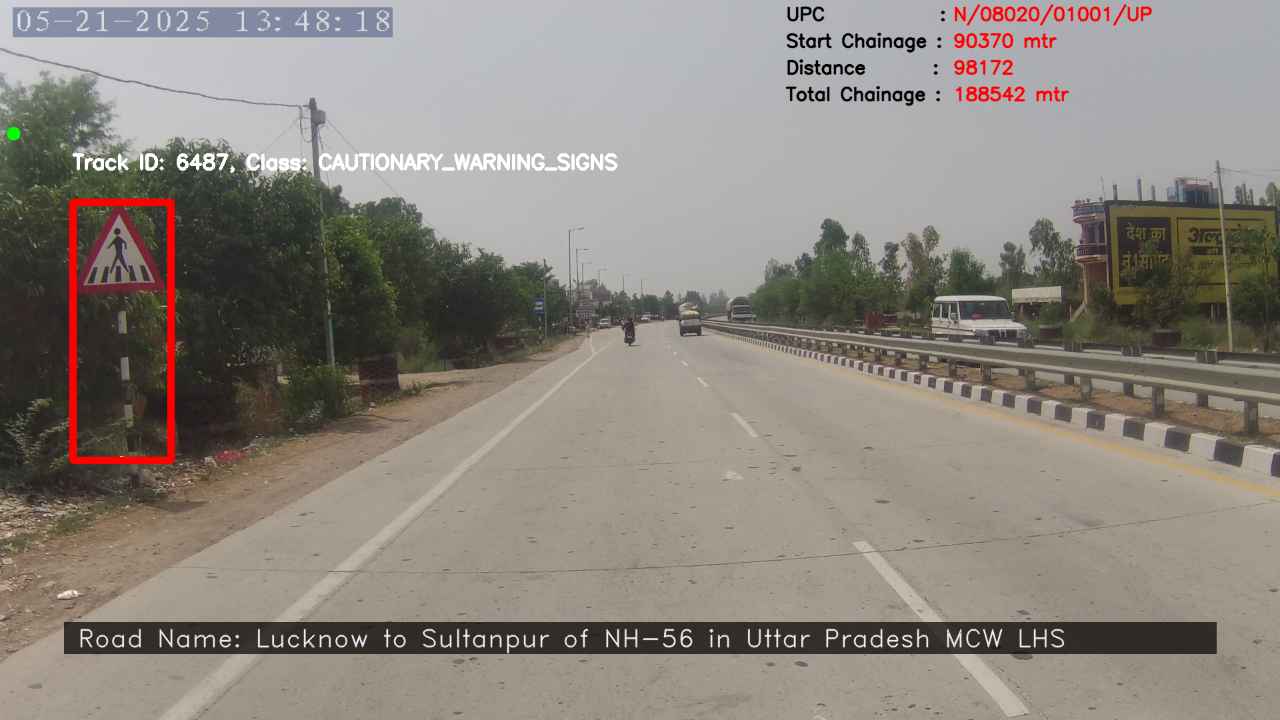 05-21-2025 13:48:18
UPC : N/08020/01001/UP
Start Chainage : 90370 mtr
Distance : 98172
Total Chainage : 188542 mtr
Track ID: 6487, Class: CAUTIONARY_WARNING_SIGNS
देश का
Road Name: Lucknow to Sultanpur of NH-56 in Uttar Pradesh MCW LHS